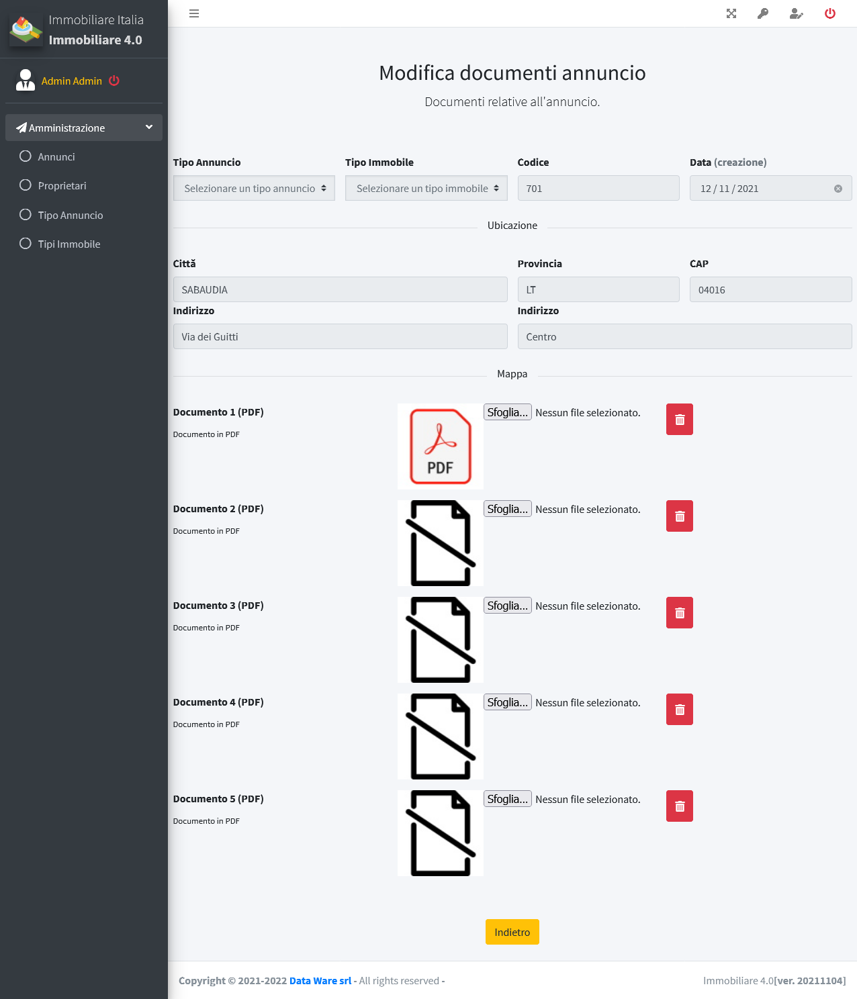 Immobiliare Italia
Immobiliare 4.0
Admin Admin
Amministrazione
Annunci
Proprietari
Tipo Annuncio
Tipi Immobile
Modifica documenti annuncio
Documenti relative all'annuncio.
Tipo Annuncio Tipo Immobile Codice Data (creazione)
Selezionare un tipo annuncio Selezionare un tipo immobile 701 12 / 11 / 2021
Ubicazione
Cittă Provincia CAP
SABAUDIA LT 04016
Indirizzo Indirizzo
Via dei Guitti Centro
Mappa
Documento 1 (PDF) Sfoglia... Nessun file selezionato.
Documento in PDF
PDF
Documento 2 (PDF) Sfoglia... Nessun file selezionato.
Documento in PDF
Documento 3 (PDF) Sfoglia... Nessun file selezionato.
Documento in PDF
Documento 4 (PDF) Sfoglia... Nessun file selezionato.
Documento in PDF
Documento 5 (PDF) Sfoglia... Nessun file selezionato.
Documento in PDF
Indietro
Copyright © 2021-2022 Data Ware srl - All rights reserved - Immobiliare 4.0[ver. 20211104]